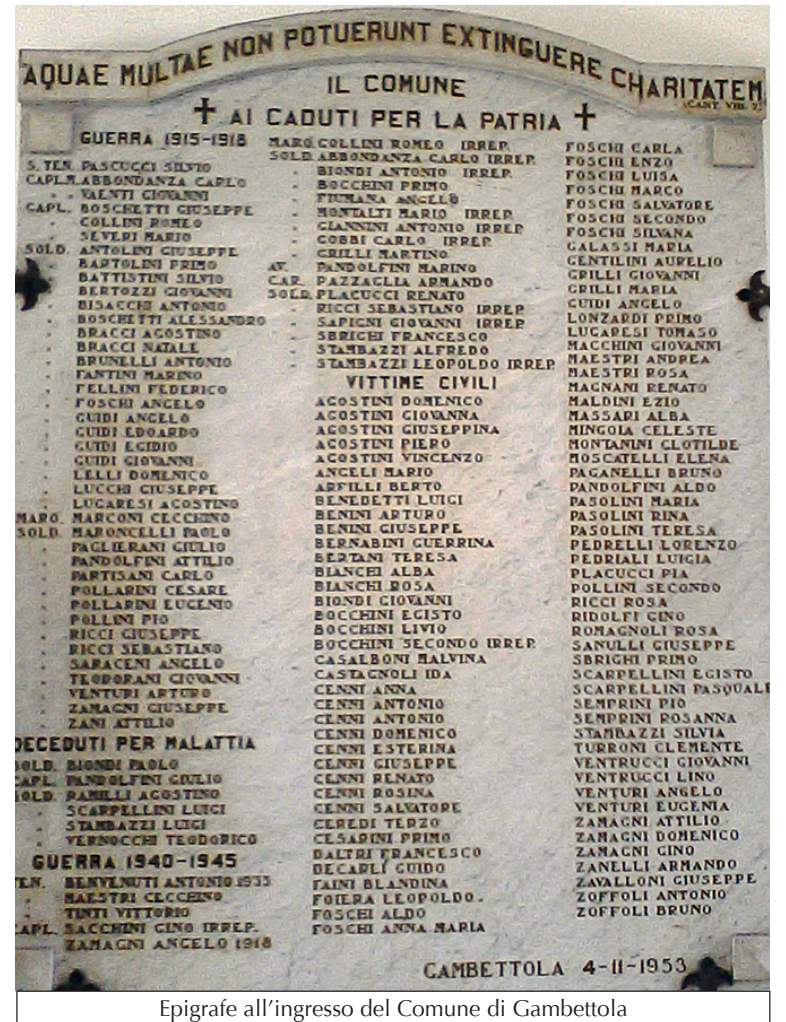 AQUAE MULTAE NON POTUERUNT EXTINGUERE CHARITATEM
(CANT. VIII. 7)
IL COMUNE
✝ AI CADUTI PER LA PATRIA ✝
GUERRA 1915-1918
S. TEN. PASCUCCI SILVIO
CAPL.M. ABBONDANZA CARLO
" " VALENTI GIOVANNI
CAPL. BOSCHETTI GIUSEPPE
" COLLINI ROMEO
" SEVERI MARIO
SOLD. ANTOLINI GIUSEPPE
" BARTOLINI PRIMO
" BATTISTINI SILVIO
" BERTOZZI GIOVANNI
" BISACCHI ANTONIO
" BOSCHETTI ALESSANDRO
" BRACCI AGOSTINO
" BRACCI NATALE
" BRUNELLI ANTONIO
" FANTINI MARINO
" FELLINI FEDERICO
" FOSCHI ANGELO
" GUIDI ANGELO
" GUIDI EDOARDO
" GUIDI EGIDIO
" GUIDI GIOVANNI
" LELLI DOMENICO
" LUCCHI GIUSEPPE
" LUGARESI AGOSTINO
MARO. MARCONI CECCHINO
SOLD. MARONCELLI PAOLO
" PAGLIERANI GIULIO
" PANDOLFINI ATTILIO
" PARTISANI CARLO
" POLLARINI CESARE
" POLLARINI EUGENIO
" POLLINI PIO
" RICCI GIUSEPPE
" RICCI SEBASTIANO
" SARACENI ANGELO
" TEODORANI GIOVANNI
" VENTURI ARTURO
" ZAMAGNI GIUSEPPE
" ZANI ATTILIO
DECEDUTI PER MALATTIA
SOLD. BIONDI PAOLO
CAPL. PANDOLFINI GIULIO
SOLD. RAMILLI AGOSTINO
" SCARPELLINI LUIGI
" STAMBAZZI LUIGI
" VERNOCCHI TEODORICO
GUERRA 1940-1945
TEN. BENVENUTI ANTONIO 1935
" MAESTRI CECCHINO
" TINTI VITTORIO
CAPL. SACCHINI GINO IRREP.
ZAMAGNI ANGELO 1918
MARO. COLLINI ROMEO IRREP.
SOLD. ABBONDANZA CARLO IRREP.
" BIONDI ANTONIO IRREP.
" BOCCHINI PRIMO
" FIUMANA ANGELO
" MONTALTI MARIO IRREP.
" GIANNINI ANTONIO IRREP.
" GOBBI CARLO IRREP.
" GRILLI MARTINO
AV. PANDOLFINI MARINO
CAR. PAZZAGLIA ARMANDO
SOLD. PLACUCCI RENATO
" RICCI SEBASTIANO IRREP.
" SAPIGNI GIOVANNI IRREP.
" SBRIGHI FRANCESCO
" STAMBAZZI ALFREDO
" STAMBAZZI LEOPOLDO IRREP.
VITTIME CIVILI
AGOSTINI DOMENICO
AGOSTINI GIOVANNA
AGOSTINI GIUSEPPINA
AGOSTINI PIERO
AGOSTINI VINCENZO
ANGELI MARIO
ARFILLI BERTO
BENEDETTI LUIGI
BENINI ARTURO
BENINI GIUSEPPE
BERNABINI GUERRINA
BERTANI TERESA
BIANCHI ALBA
BIANCHI ROSA
BIONDI GIOVANNI
BOCCHINI EGISTO
BOCCHINI LIVIO
BOCCHINI SECONDO IRREP.
CASALBONI MALVINA
CASTAGNOLI IDA
CENNI ANNA
CENNI ANTONIO
CENNI ANTONIO
CENNI DOMENICO
CENNI ESTERINA
CENNI GIUSEPPE
CENNI RENATO
CENNI ROSINA
CENNI SALVATORE
CEREDI TERZO
CESARINI PRIMO
DALTRI FRANCESCO
DECARLI GUIDO
FAINI BLANDINA
LEOPOLDO
FOSCHI ALDO
FOSCHI ANNA MARIA
FOSCHI CARLA
FOSCHI ENZO
FOSCHI LUISA
FOSCHI MARCO
FOSCHI SALVATORE
FOSCHI SECONDO
FOSCHI SILVANA
GALASSI MARIA
GENTILINI AURELIO
GRILLI GIOVANNI
GRILLI MARIA
GUIDI ANGELO
LONZARDI PRIMO
LUGARESI TOMASO
MACCHINI GIOVANNI
MAESTRI ANDREA
MAESTRI ROSA
MAGNANI RENATO
MALDINI EZIO
MASSARI ALBA
MINGOIA CELESTE
MONTANINI CLOTILDE
MOSCATELLI ELENA
PAGANELLI BRUNO
PANDOLFINI ALDO
PASOLINI MARIA
PASOLINI RINA
PASOLINI TERESA
PEDRELLI LORENZO
PEDRIALI LUIGIA
PLACUCCI PIA
POLLINI SECONDO
RICCI ROSA
RIDOLFI GINO
ROMAGNOLI ROSA
SANULLI GIUSEPPE
SBRIGHI PRIMO
SCARPELLINI EGISTO
SCARPELLINI PASQUALE
SEMPRINI PIO
SEMPRINI ROSANNA
STAMBAZZI SILVIA
TURRONI CLEMENTE
VENTRUCCI GIOVANNI
VENTRUCCI LINO
VENTURI ANGELO
VENTURI EUGENIA
ZAMAGNI ATTILIO
ZAMAGNI DOMENICO
ZAMAGNI GINO
ZANELLI ARMANDO
ZAVALLONI GIUSEPPE
ZOFFOLI ANTONIO
ZOFFOLI BRUNO
GAMBETTOLA 4-11-1953
Epigrafe all'ingresso del Comune di Gambettola